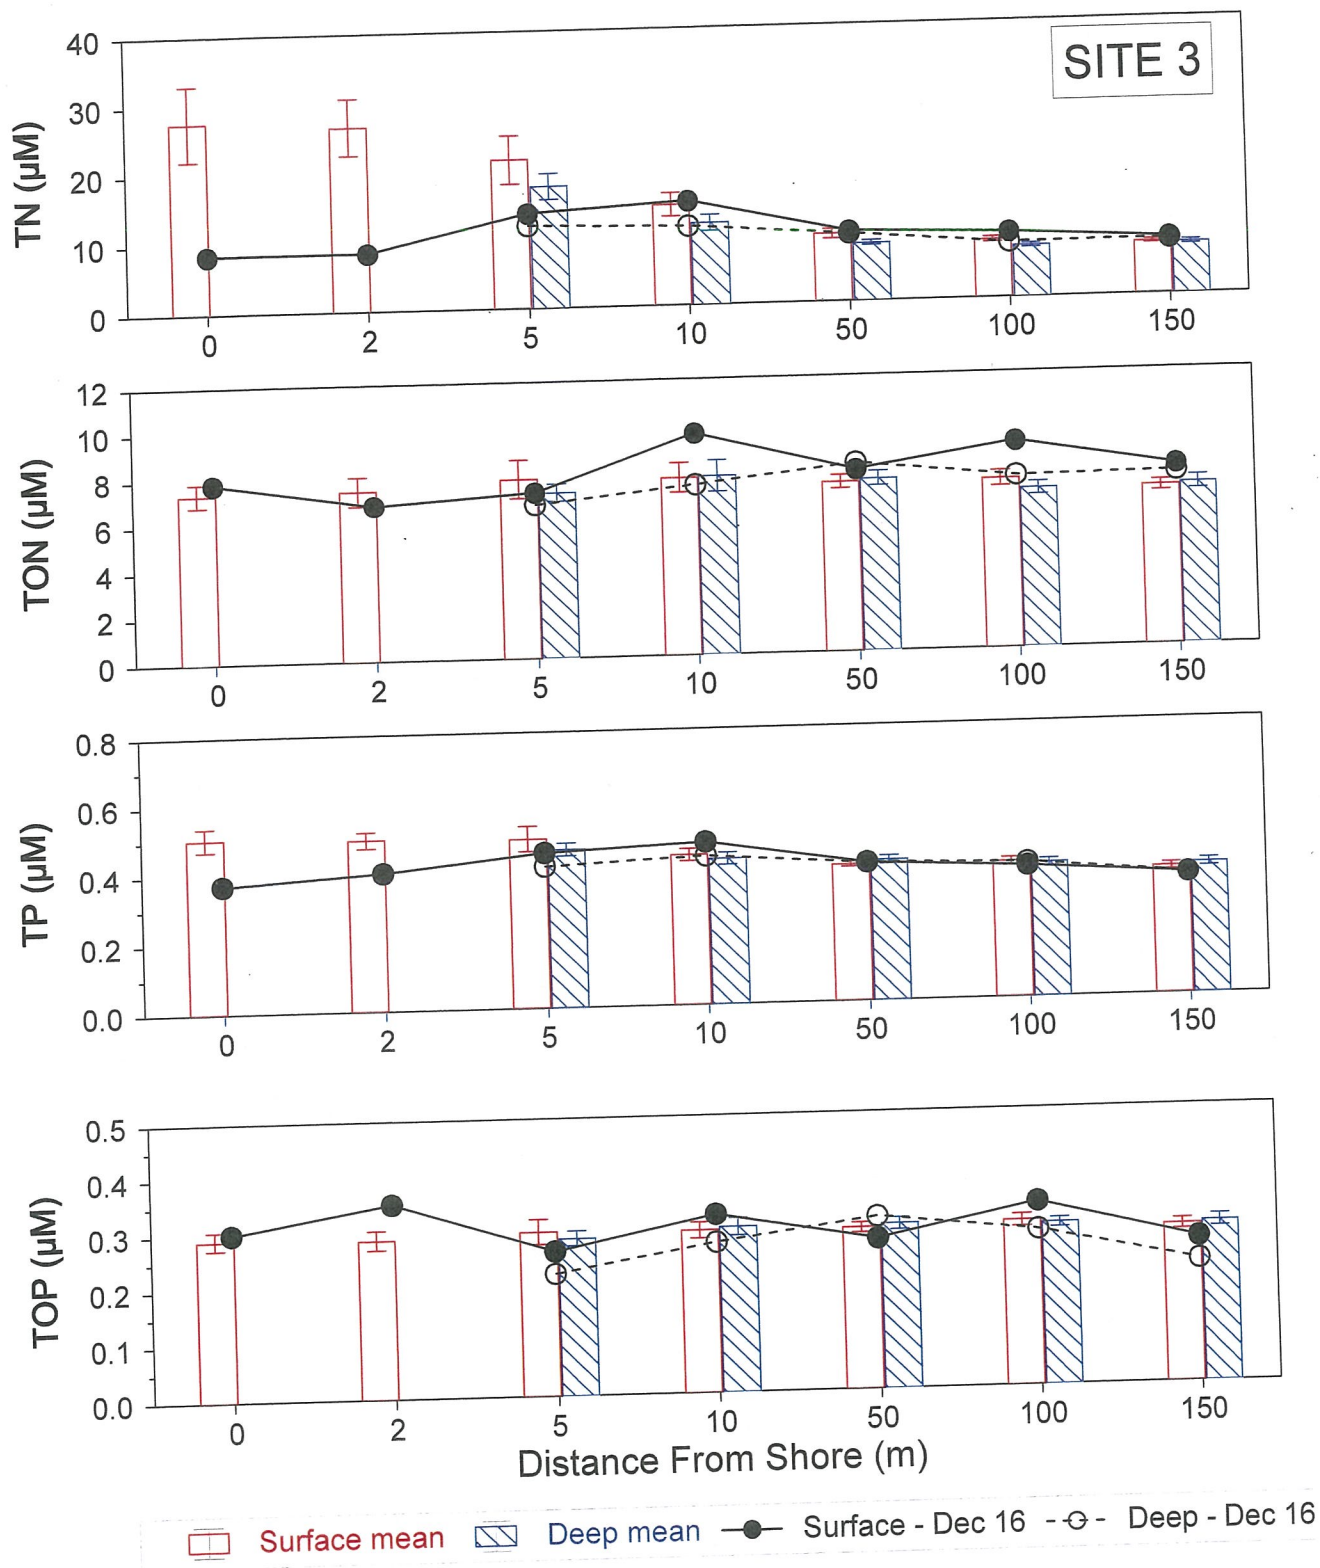 SITE 3
TN (µM)
40
30
20
10
0
0 2 5 10 50 100 150
TON (µM)
12
10
8
6
4
2
0
0 2 5 10 50 100 150
TP (µM)
0.8
0.6
0.4
0.2
0.0
0 2 5 10 50 100 150
TOP (µM)
0.5
0.4
0.3
0.2
0.1
0.0
0 2 5 10 50 100 150
Distance From Shore (m)
Surface mean Deep mean Surface - Dec 16 Deep - Dec 16